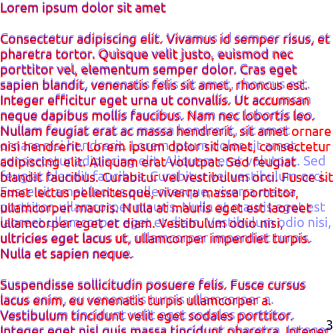 Lorem ipsum dolor sit amet
Consectetur adipiscing elit. Vivamus id semper risus, et
pharetra tortor. Quisque velit justo, euismod nec
porttitor vel, elementum semper dolor. Cras eget
sapien blandit, venenatis felis sit amet, rhoncus est.
Integer efficitur eget urna ut convallis. Ut accumsan
neque dapibus mollis faucibus. Nam nec lobortis leo.
Nullam feugiat erat ac massa hendrerit, sit amet ornare
nisi hendrerit. Lorem ipsum dolor sit amet, consectetur
adipiscing elit. Aliquam erat volutpat. Sed feugiat
blandit faucibus. Curabitur vel vestibulum orci. Fusce sit
amet lectus pellentesque, viverra massa porttitor,
ullamcorper mauris. Nulla at mauris eget est laoreet
ullamcorper eget et diam. Vestibulum odio nisi,
ultricies eget lacus ut, ullamcorper imperdiet turpis.
Nulla et sapien neque.
Suspendisse sollicitudin posuere felis. Fusce cursus
lacus enim, eu venenatis turpis ullamcorper a.
Vestibulum tincidunt velit eget sodales porttitor.
Integer eget nisl quis massa tincidunt pharetra. Integer